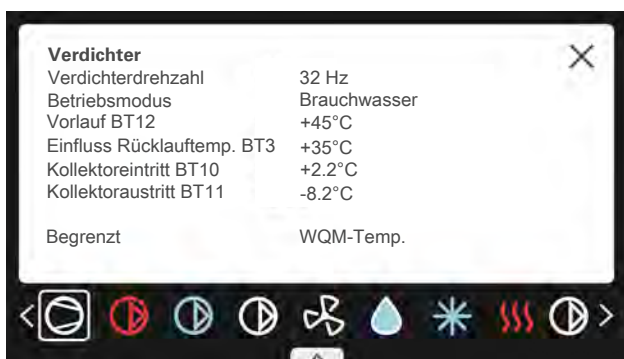 Verdichter
Verdichterdrehzahl 32 Hz
Betriebsmodus Brauchwasser
Vorlauf BT12 +45°C
Einfluss Rücklauftemp. BT3 +35°C
Kollektoreintritt BT10 +2.2°C
Kollektoraustritt BT11 -8.2°C
Begrenzt WQM-Temp.